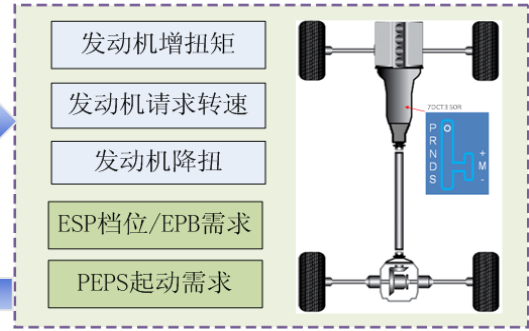 发动机增扭矩
发动机请求转速
发动机降扭
ESP档位/EPB需求
PEPS起动需求
7DCT350R
P
R
N
D
S
+
M
-